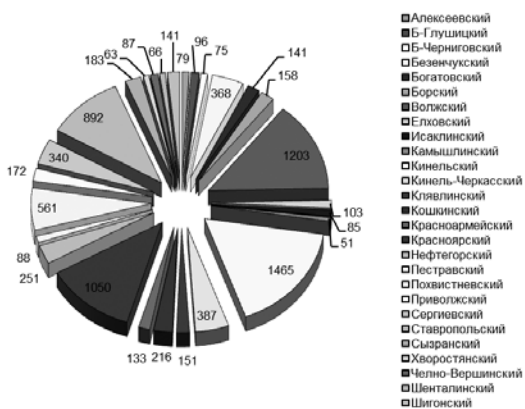 141
87
66
79
96
75
63
183
368
141
158
892
1203
340
172
103
561
85
51
88
251
1465
1050
387
133
216
151
Алексеевский
Б-Глушицкий
Б-Черниговский
Безенчукский
Богатовский
Борский
Волжский
Елховский
Исаклинский
Камышлинский
Кинельский
Кинель-Черкасский
Клявлинский
Кошкинский
Красноармейский
Красноярский
Нефтегорский
Пестравский
Похвистневский
Приволжский
Сергиевский
Ставропольский
Сызранский
Хворостянский
Челно-Вершинский
Шенталинский
Шигонский